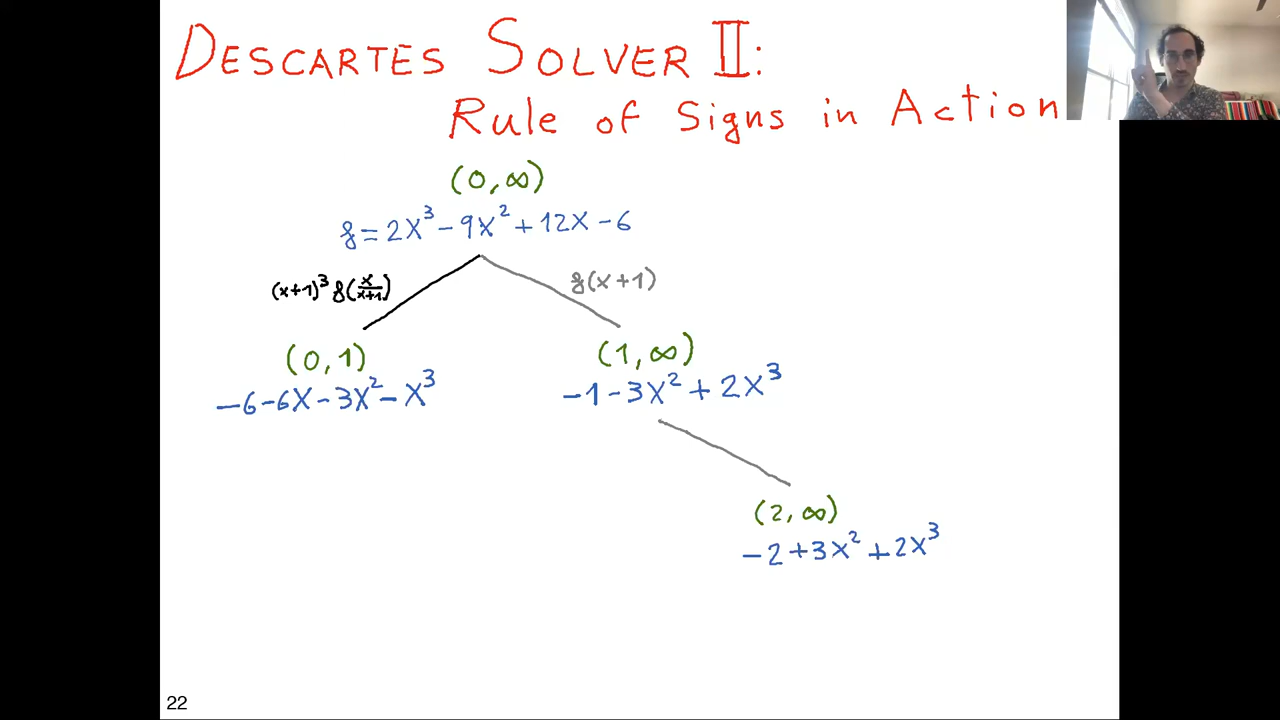 DESCARTES SOLVER II:
Rule of Signs in Action
(0,∞)
f=2X³-9X²+12X-6
(x+1)³f(x/(x+1))
f(x+1)
(0,1)
(1,∞)
-6-6X-3X²-X³
-1-3X²+2X³
(2,∞)
-2+3X²+2X³
22